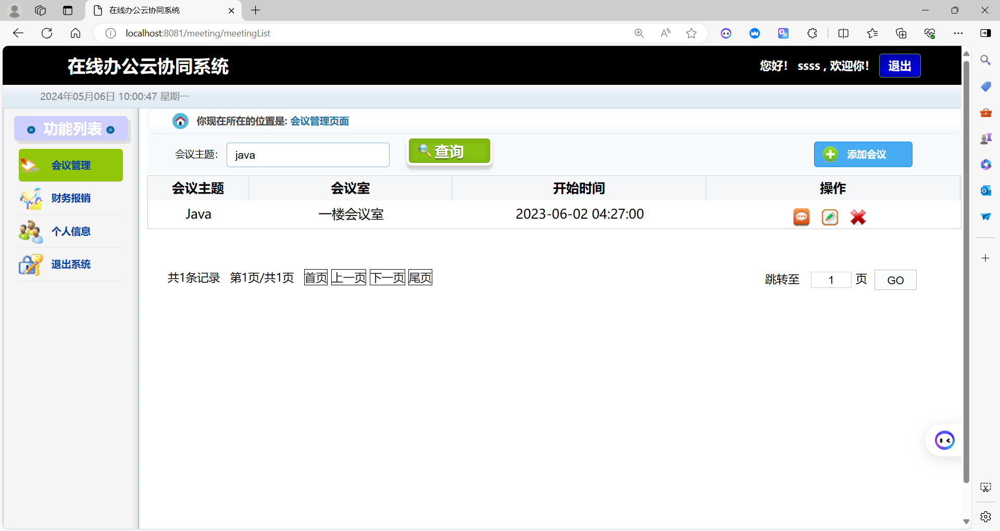 在线办公云协同系统
localhost:8081/meeting/meetingList
在线办公云协同系统
您好! ssss , 欢迎你!
退出
2024年05月06日 10:00:47 星期一
功能列表
会议管理
财务报销
个人信息
退出系统
你现在所在的位置是: 会议管理页面
会议主题: java 查询 添加会议
会议主题 会议室 开始时间 操作
Java 一楼会议室 2023-06-02 04:27:00
共1条记录 第1页/共1页 首页 上一页 下一页 尾页 跳转至 1 页 GO